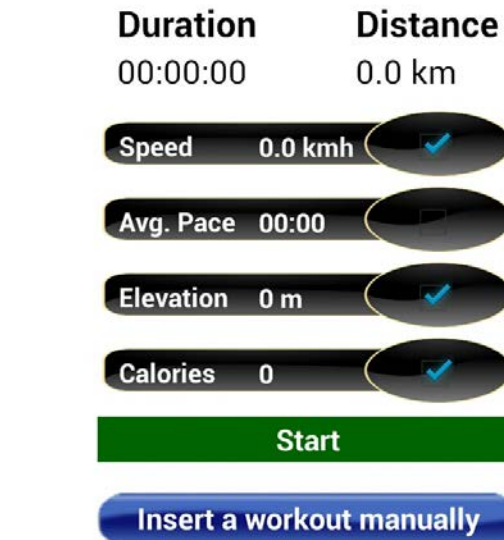 Duration Distance
00:00:00 0.0 km
Speed 0.0 kmh
Avg. Pace 00:00
Elevation 0 m
Calories 0
Start
Insert a workout manually